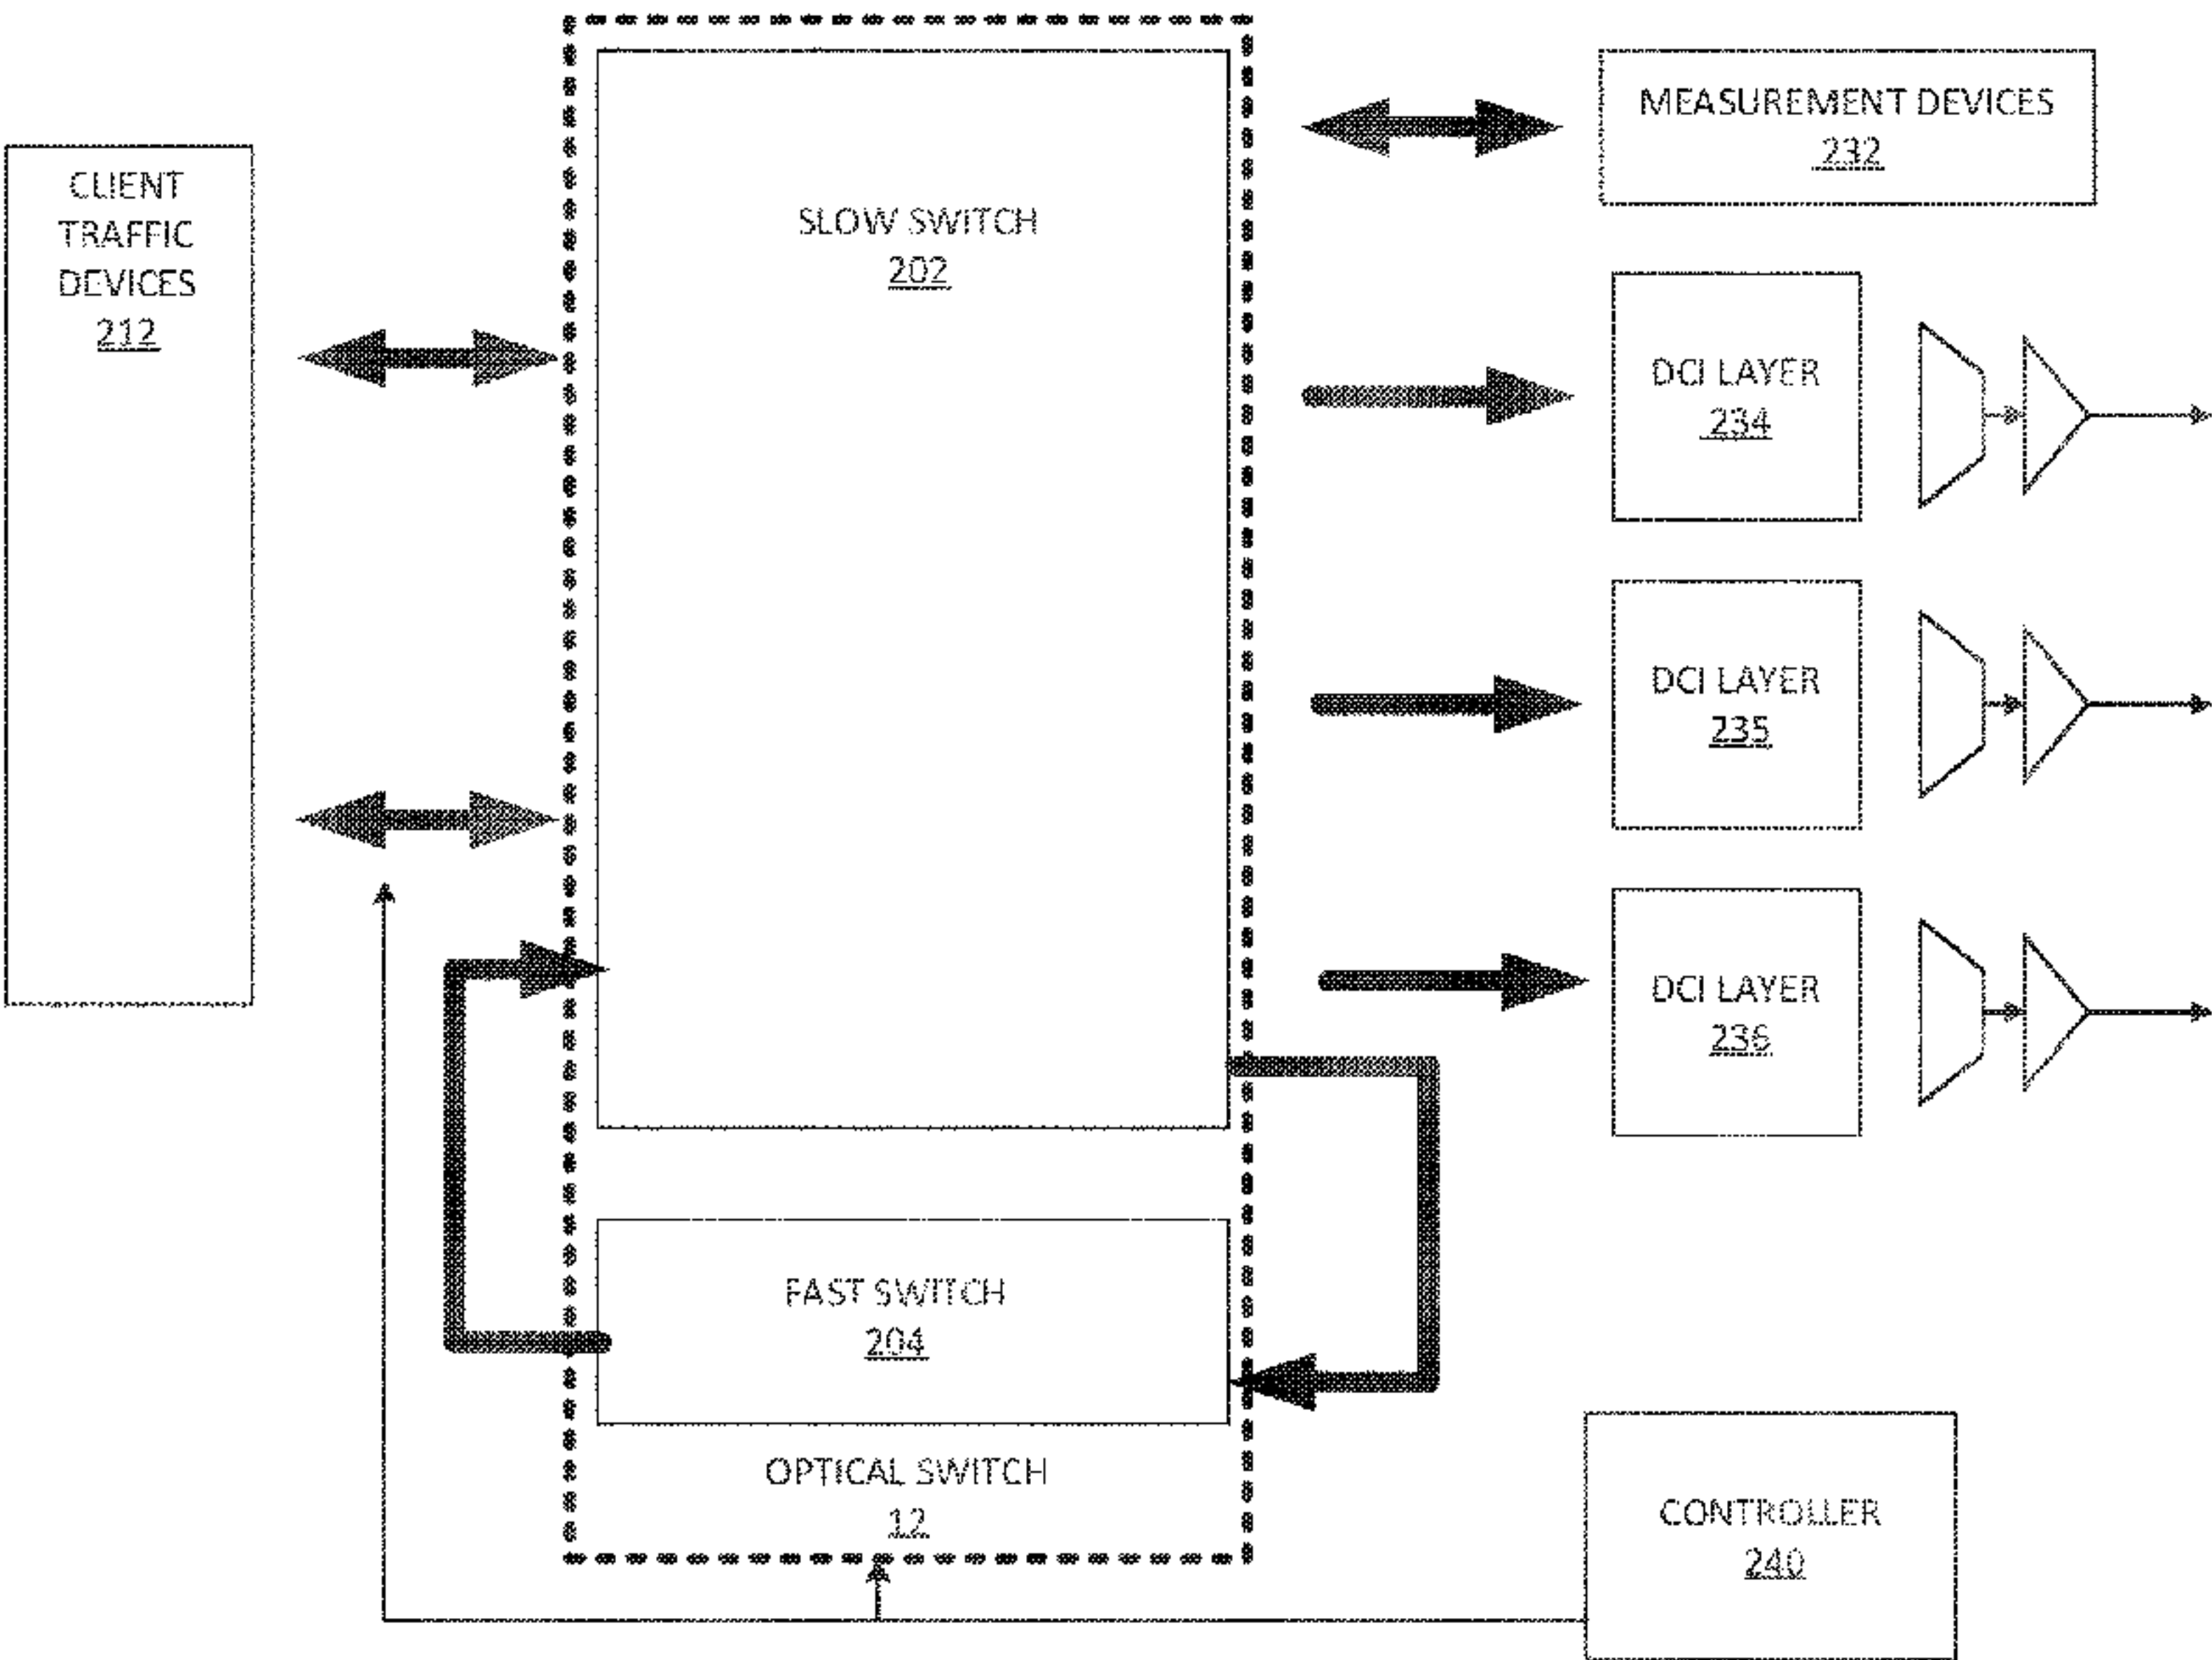 CLIENT
TRAFFIC
DEVICES
212
SLOW SWITCH
202
FAST SWITCH
204
OPTICAL SWITCH
12
MEASUREMENT DEVICES
232
DCI LAYER
234
DCI LAYER
235
DCI LAYER
236
CONTROLLER
240